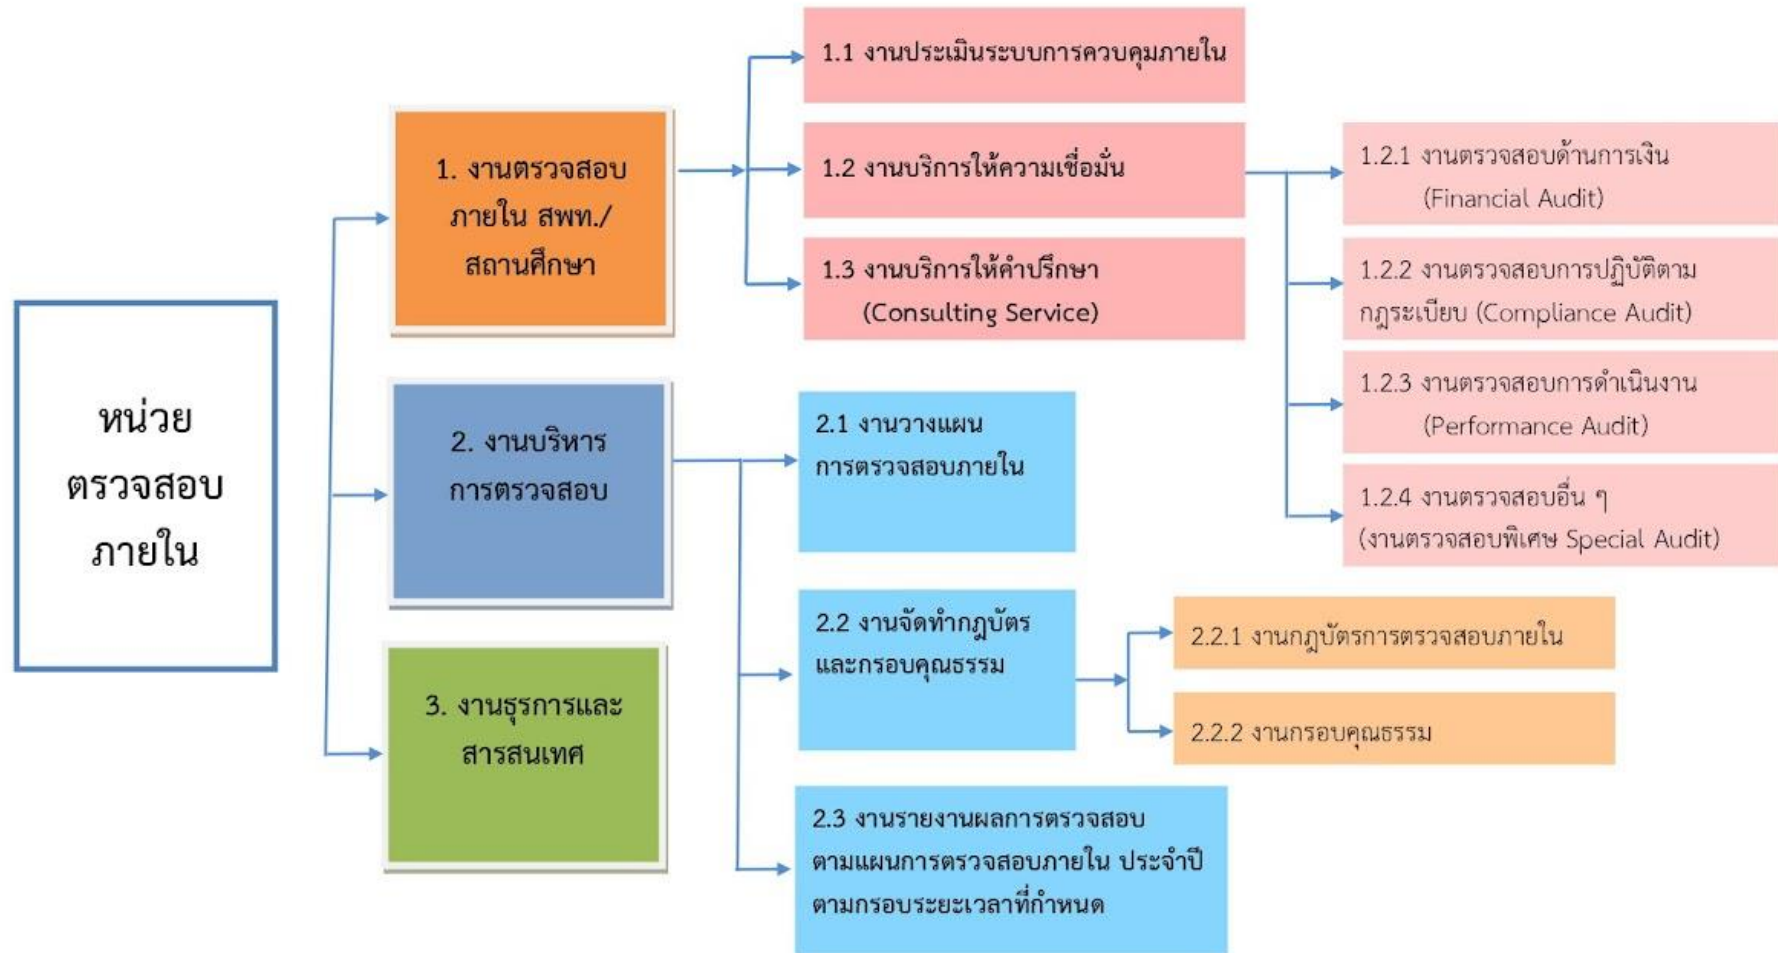 หน่วย
ตรวจสอบ
ภายใน
1. งานตรวจสอบ
ภายใน สพท./
สถานศึกษา
1.1 งานประเมินระบบการควบคุมภายใน
1.2 งานบริการให้ความเชื่อมั่น
1.2.1 งานตรวจสอบด้านการเงิน
(Financial Audit)
1.2.2 งานตรวจสอบการปฏิบัติตาม
กฎระเบียบ (Compliance Audit)
1.2.3 งานตรวจสอบการดำเนินงาน
(Performance Audit)
1.2.4 งานตรวจสอบอื่น ๆ
(งานตรวจสอบพิเศษ Special Audit)
1.3 งานบริการให้คำปรึกษา
(Consulting Service)
2. งานบริหาร
การตรวจสอบ
2.1 งานวางแผน
การตรวจสอบภายใน
2.2 งานจัดทำกฎบัตร
และกรอบคุณธรรม
2.2.1 งานกฎบัตรการตรวจสอบภายใน
2.2.2 งานกรอบคุณธรรม
2.3 งานรายงานผลการตรวจสอบ
ตามแผนการตรวจสอบภายใน ประจำปี
ตามกรอบระยะเวลาที่กำหนด
3. งานธุรการและ
สารสนเทศ